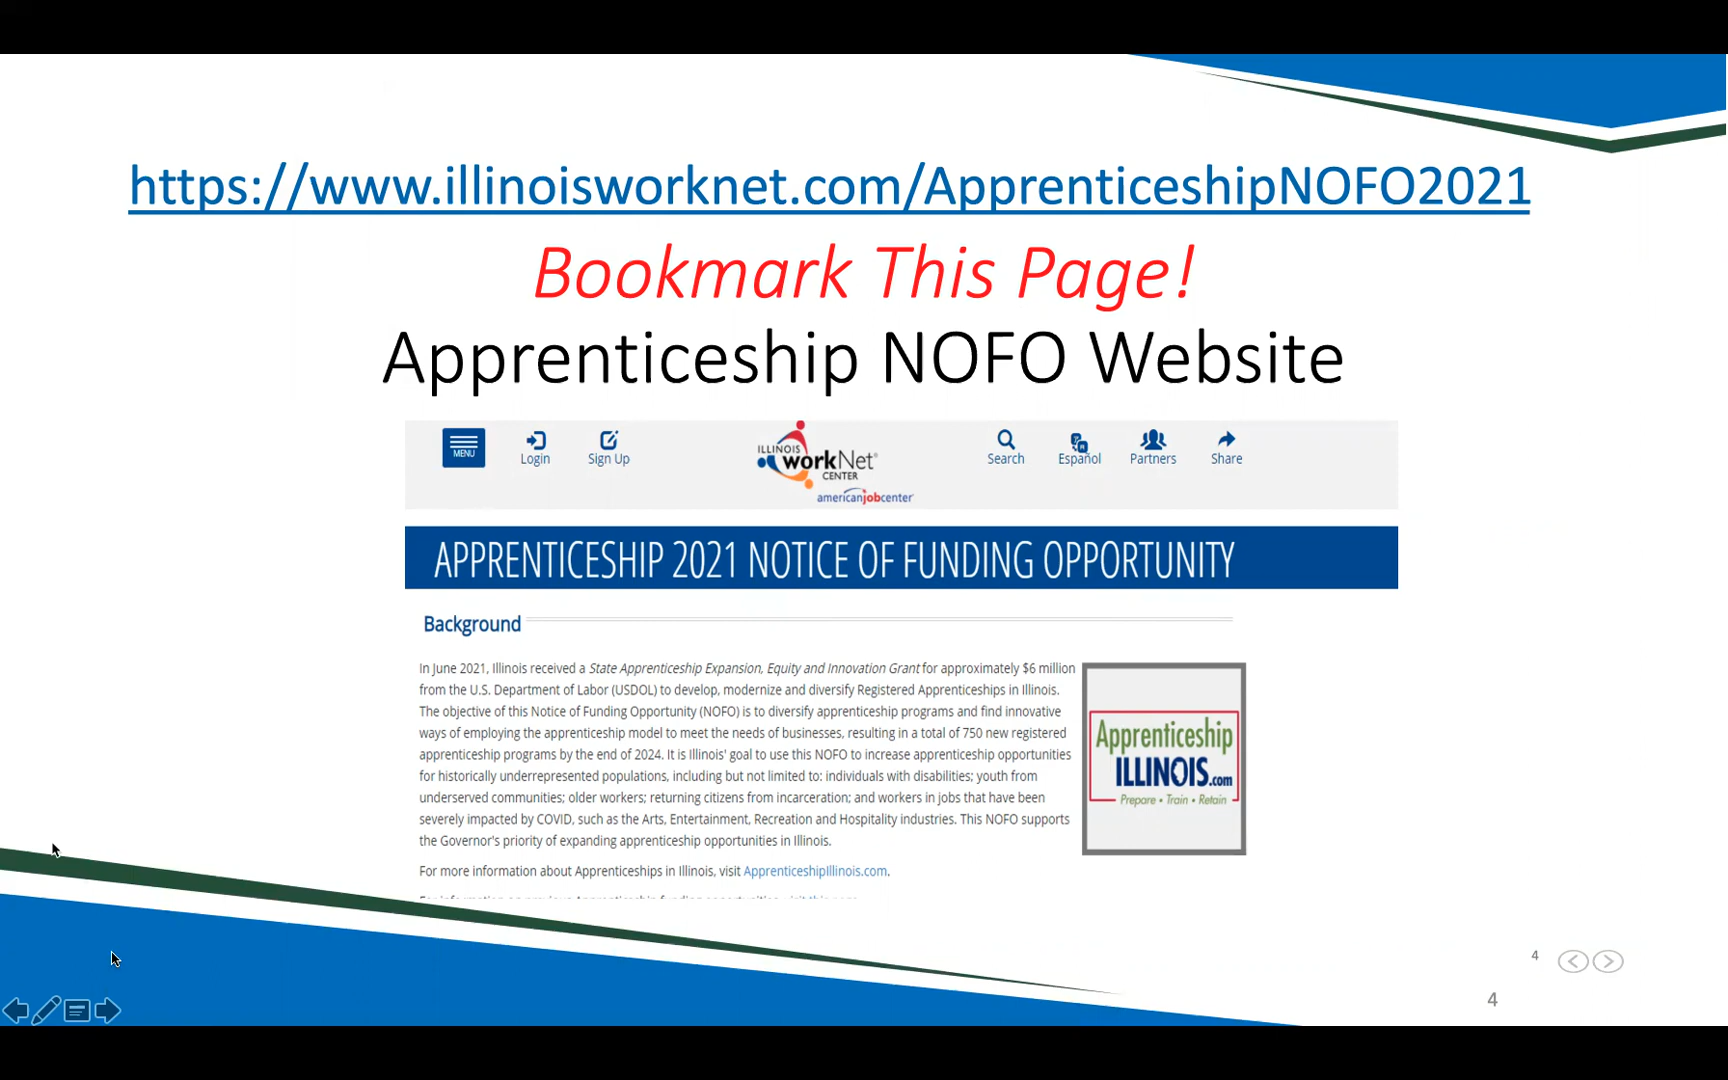 https://www.illinoisworknet.com/ApprenticeshipNOFO2021
Bookmark This Page!
Apprenticeship NOFO Website
MENU
Login
Sign Up
ILLINOIS
workNet
CENTER
americanjobcenter
Search
Español
Partners
Share
APPRENTICESHIP 2021 NOTICE OF FUNDING OPPORTUNITY
Background
In June 2021, Illinois received a State Apprenticeship Expansion, Equity and Innovation Grant for approximately $6 million
from the U.S. Department of Labor (USDOL) to develop, modernize and diversify Registered Apprenticeships in Illinois.
The objective of this Notice of Funding Opportunity (NOFO) is to diversify apprenticeship programs and find innovative
ways of employing the apprenticeship model to meet the needs of businesses, resulting in a total of 750 new registered
apprenticeship programs by the end of 2024. It is Illinois' goal to use this NOFO to increase apprenticeship opportunities
for historically underrepresented populations, including but not limited to: individuals with disabilities; youth from
underserved communities; older workers; returning citizens from incarceration; and workers in jobs that have been
severely impacted by COVID, such as the Arts, Entertainment, Recreation and Hospitality industries. This NOFO supports
the Governor's priority of expanding apprenticeship opportunities in Illinois.
Apprenticeship
ILLINOIS.com
Prepare • Train • Retain
For more information about Apprenticeships in Illinois, visit ApprenticeshipIllinois.com.
4
4